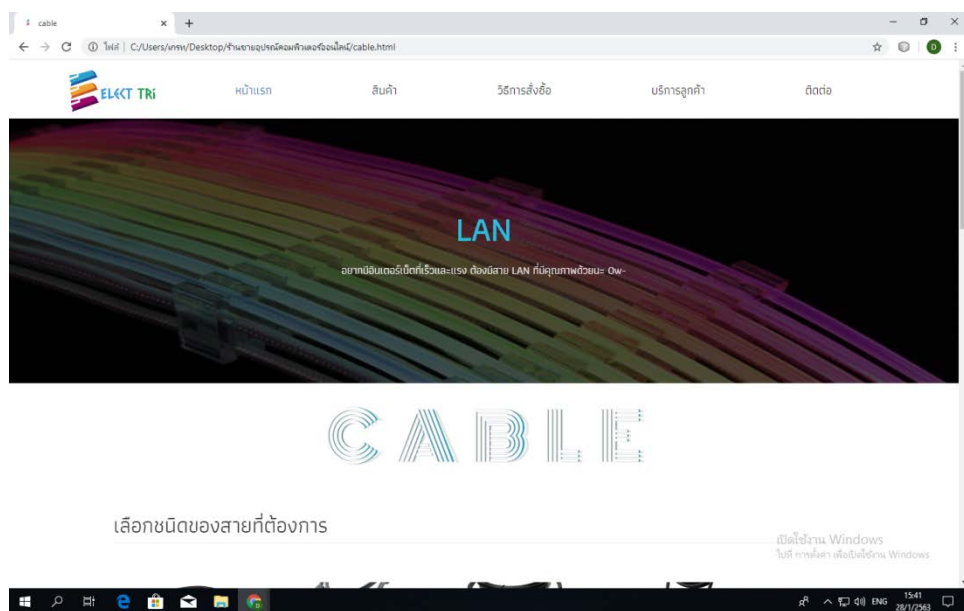 cable
ไฟล์ | C:/Users/เกรท/Desktop/ร้านขายอุปรณ์คอมพิวเตอร์ออนไลน์/cable.html
D
ELECT TRi
หน้าแรก
สินค้า
วิธีการสั่งซื้อ
บริการลูกค้า
ติดต่อ
LAN
อยากมีอินเตอร์เน็ตที่เร็วและแรง ต้องมีสาย LAN ที่มีคุณภาพด้วยนะ Ow-
CABLE
เลือกชนิดของสายที่ต้องการ
เปิดใช้งาน Windows
ไปที่ การตั้งค่า เพื่อเปิดใช้งาน Windows
ENG
15:41
28/1/2563